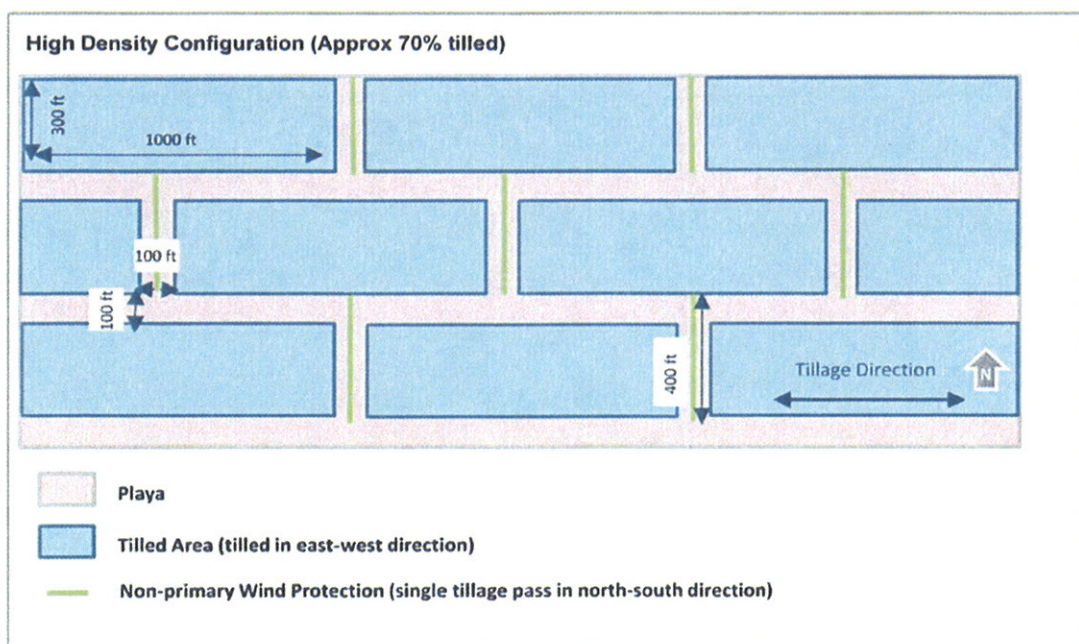 High Density Configuration (Approx 70% tilled)
300 ft
1000 ft
100 ft
100 ft
400 ft
Tillage Direction
N
Playa
Tilled Area (tilled in east-west direction)
Non-primary Wind Protection (single tillage pass in north-south direction)